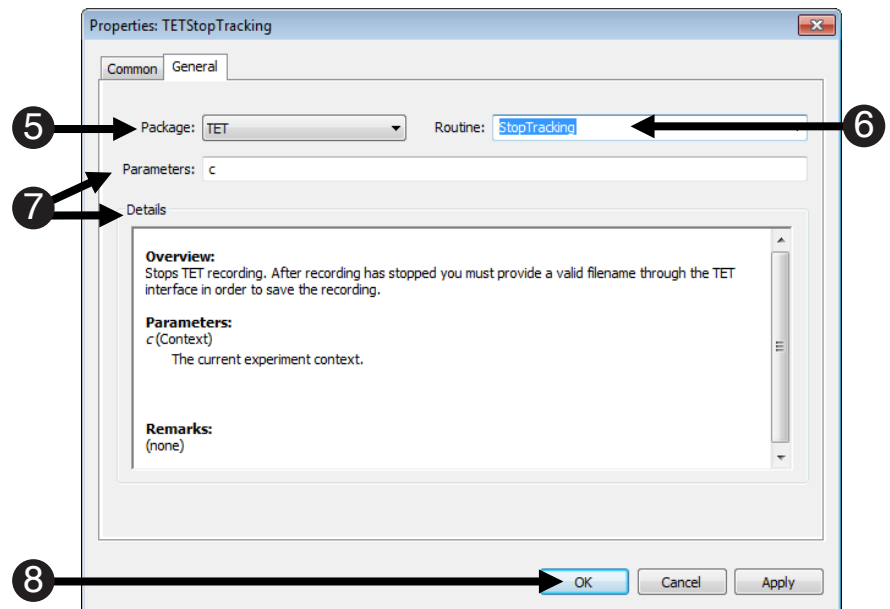 Properties: TETStopTracking
Common General
5 Package: TET Routine: StopTracking 6
Parameters: c
7
Details
Overview:
Stops TET recording. After recording has stopped you must provide a valid filename through the TET
interface in order to save the recording.
Parameters:
c (Context)
The current experiment context.
Remarks:
(none)
8 OK Cancel Apply